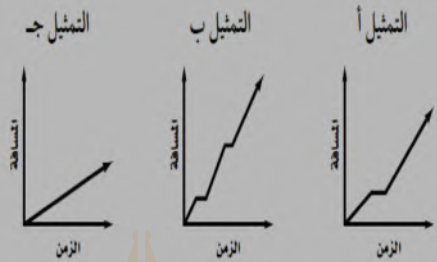 التمثيل أ
التمثيل ب
التمثيل جـ
المسافة
المسافة
المسافة
الزمن
الزمن
الزمن